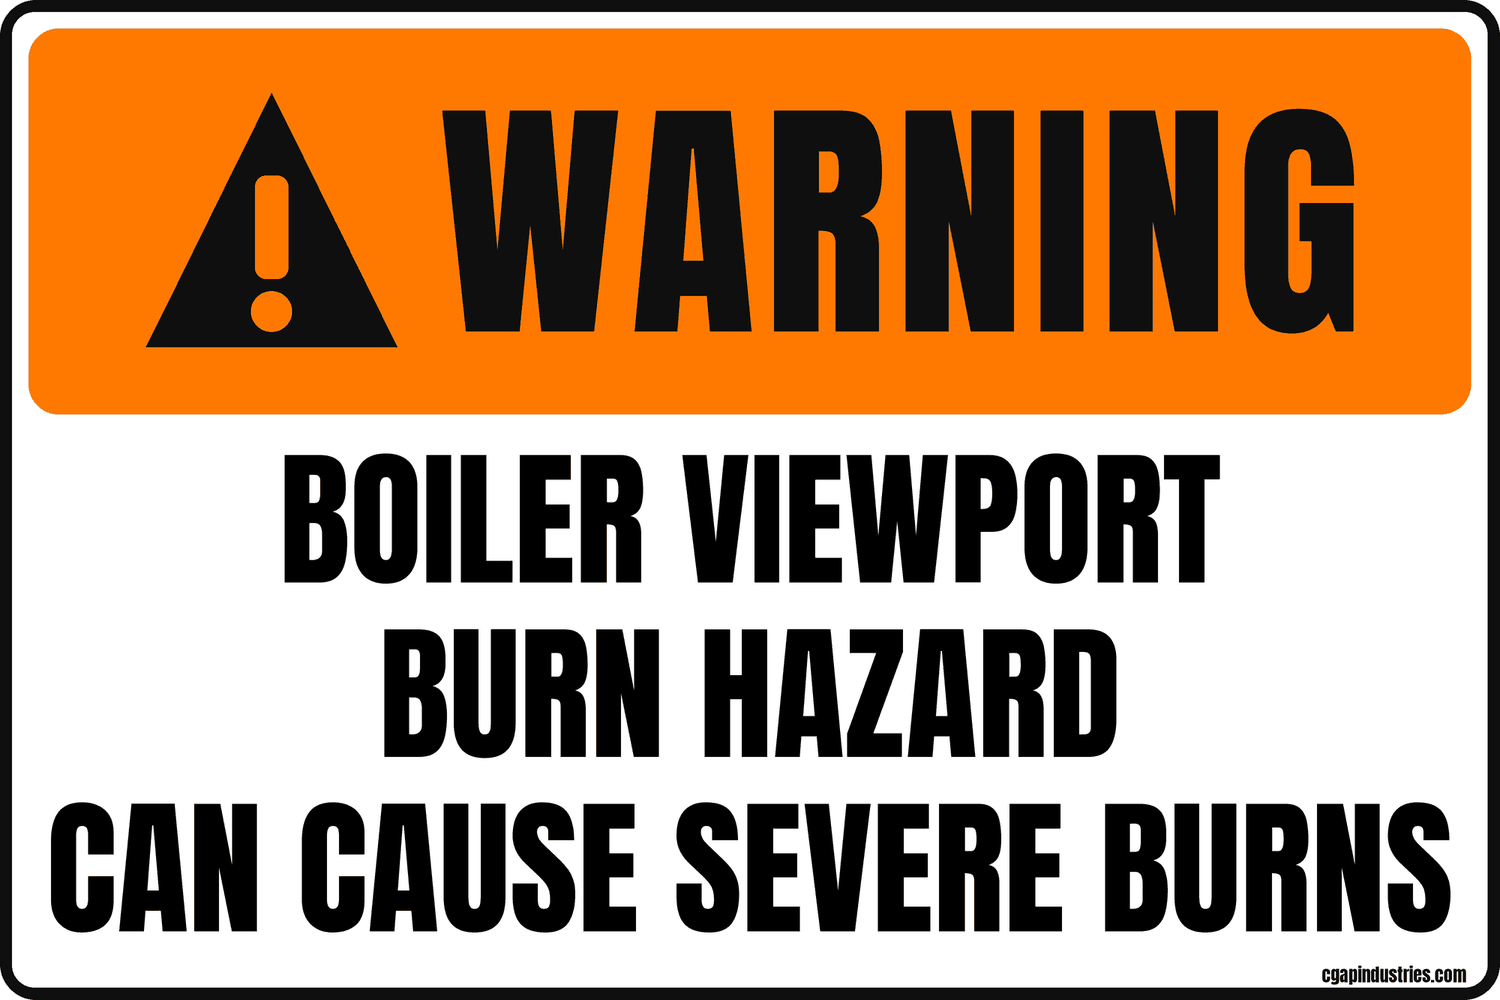 WARNING
BOILER VIEWPORT
BURN HAZARD
CAN CAUSE SEVERE BURNS
cgapindustries.com